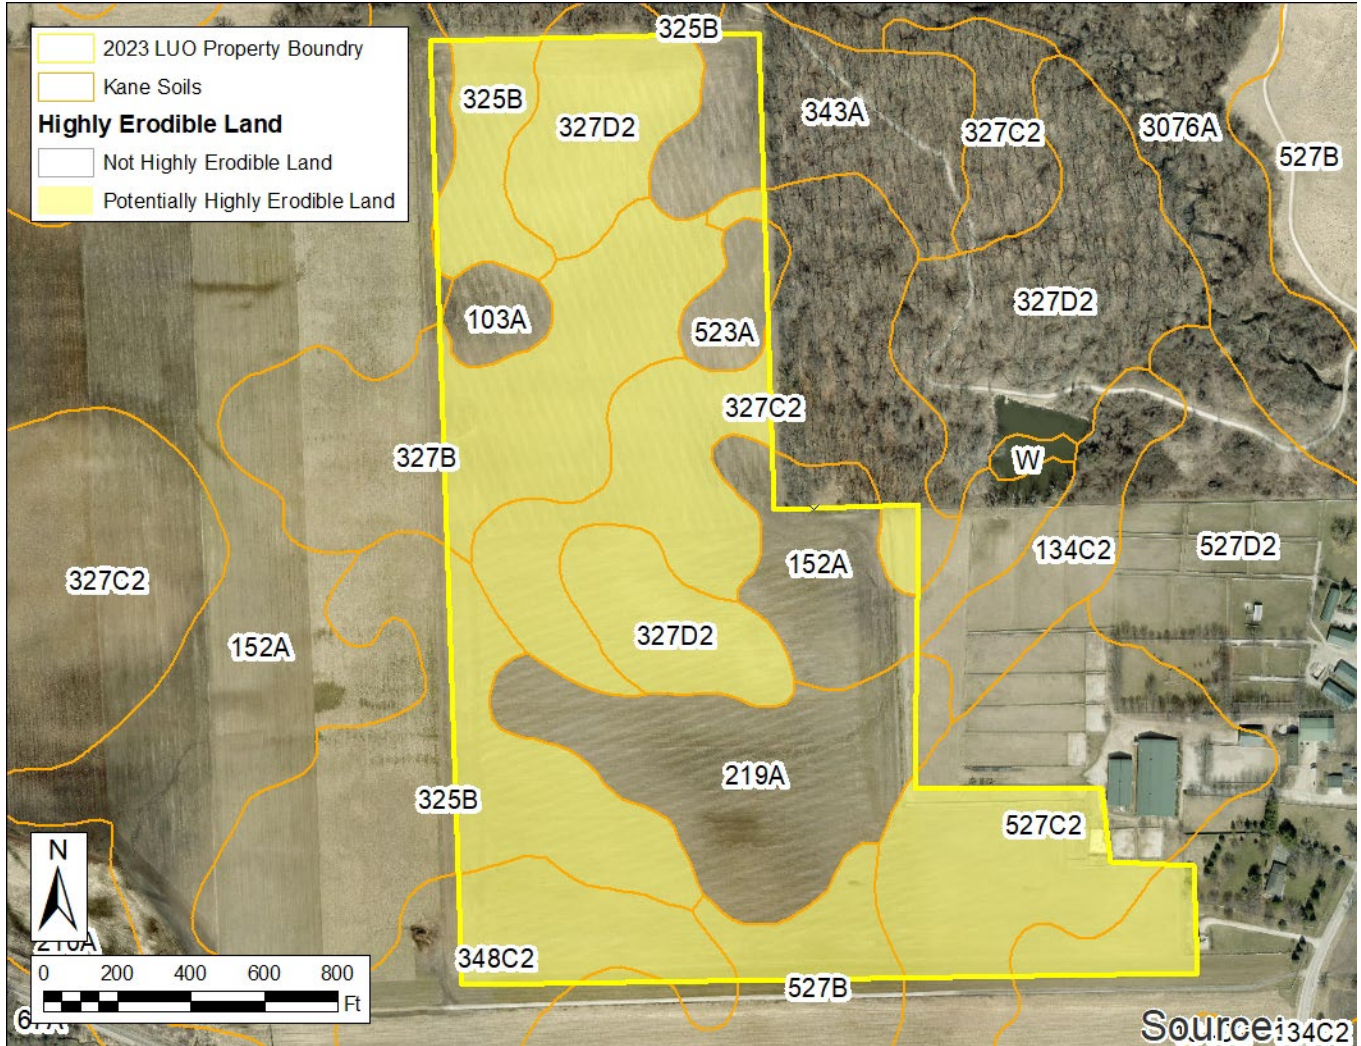 2023 LUO Property Boundry
Kane Soils
Highly Erodible Land
Not Highly Erodible Land
Potentially Highly Erodible Land
325B
325B
327D2
343A
327C2
3076A
527B
103A
523A
327D2
327C2
327B
W
134C2
527D2
152A
327C2
152A
327D2
219A
325B
527C2
N
210A
348C2
527B
0 200 400 600 800
Ft
67A
Source:
134C2